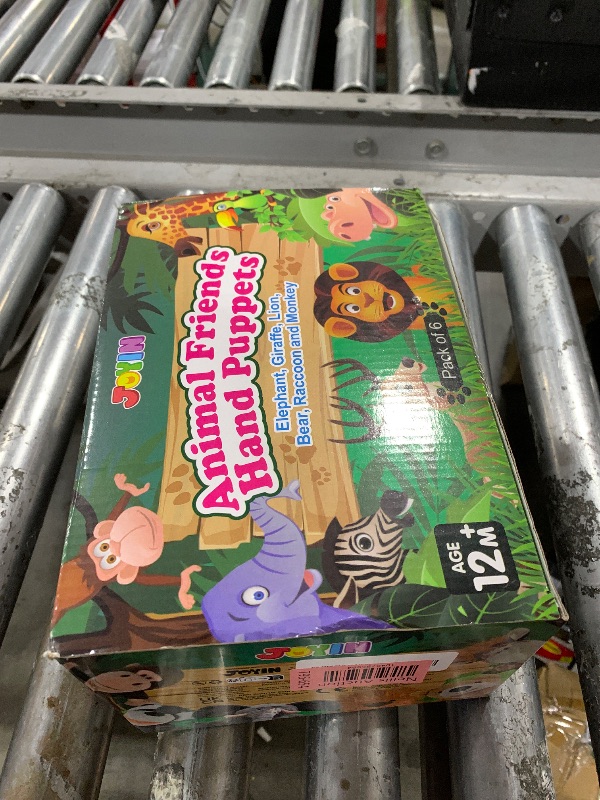 JOYIN
Animal Friends
Hand Puppets
Elephant, Giraffe, Lion,
Bear, Raccoon and Monkey
Pack of 6
AGE
12M+
JOYIN